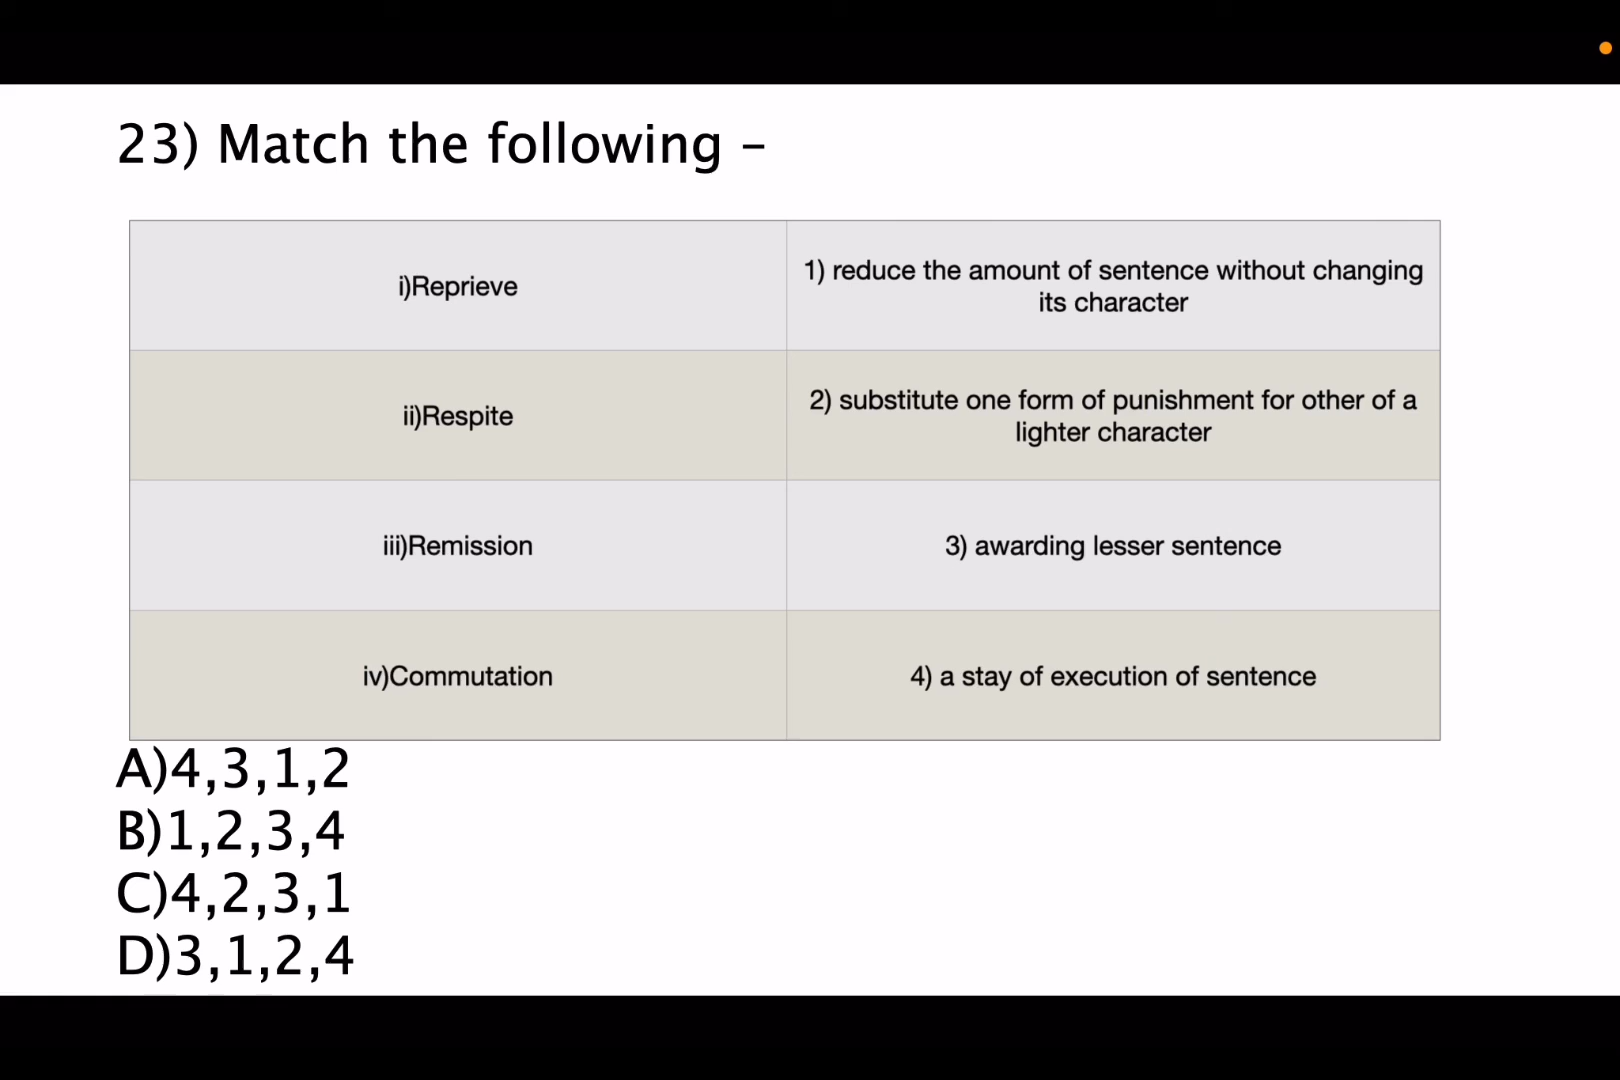 23) Match the following –
i)Reprieve
1) reduce the amount of sentence without changing
its character
ii)Respite
2) substitute one form of punishment for other of a
lighter character
iii)Remission
3) awarding lesser sentence
iv)Commutation
4) a stay of execution of sentence
A)4,3,1,2
B)1,2,3,4
C)4,2,3,1
D)3,1,2,4